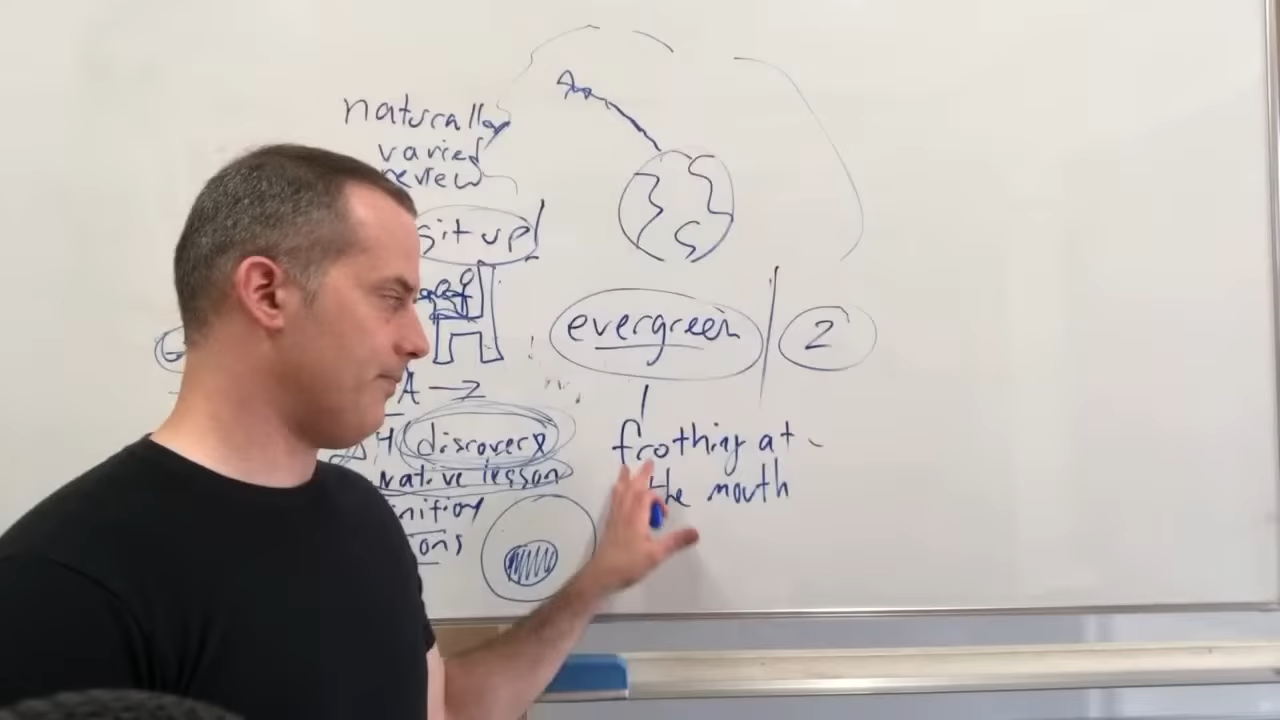 naturally
varied
review
sit up
A → Z
discovery
native lesson
evergreen
2
frothing at
the mouth